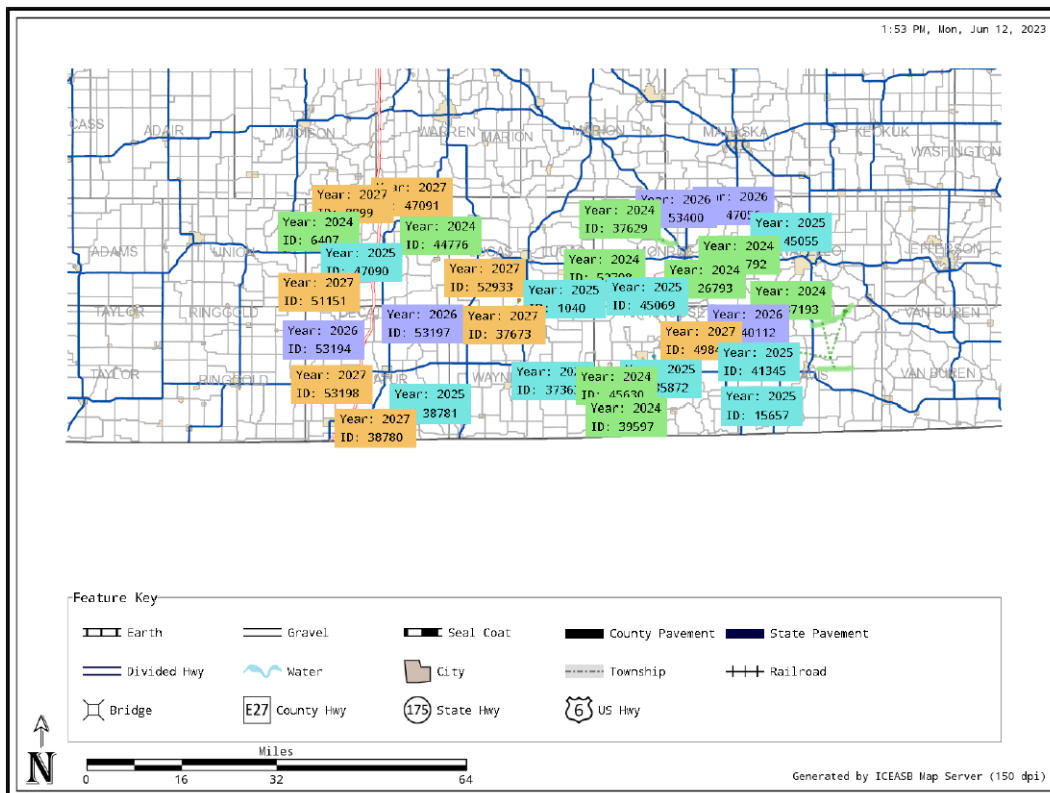 1:53 PM, Mon, Jun 12, 2023
CASS
ADAIR
MADISON
WARREN
MARION
MARION
MAHASKA
KEOKUK
WASHINGTON
Year: 2027
Year: 2027
47091
Year: 2026
53400
2026
Year: 2024
ID: 37629
Year: 2024
ID: 6407
Year: 2024
ID: 44776
Year: 2025
45055
ADAMS
UNION
Year: 2025
47090
Year: 2024
792
Year: 2024
Year: 2027
ID: 52933
Year: 2024
26793
Year: 2027
ID: 51151
Year: 2025
1040
Year: 2025
ID: 45069
Year: 2024
37193
TAYLOR
RINGGOLD
VAN BUREN
Year: 2026
ID: 53197
Year: 2027
ID: 37673
Year: 2026
40112
Year: 2026
ID: 53194
Year: 2027
Year: 2025
ID: 41345
TAYLOR
RINGGOLD
VAN BUREN
Year: 2027
ID: 53198
Year: 2024
ID: 45630
2025
Year: 2025
38781
Year: 2025
ID: 15657
Year: 2024
ID: 39597
Year: 2027
ID: 38780
Feature Key
Earth
Gravel
Seal Coat
County Pavement
State Pavement
Divided Hwy
Water
City
Township
Railroad
Bridge
E27 County Hwy
175 State Hwy
6 US Hwy
N
Miles
0 16 32 64
Generated by ICEASB Map Server (150 dpi)